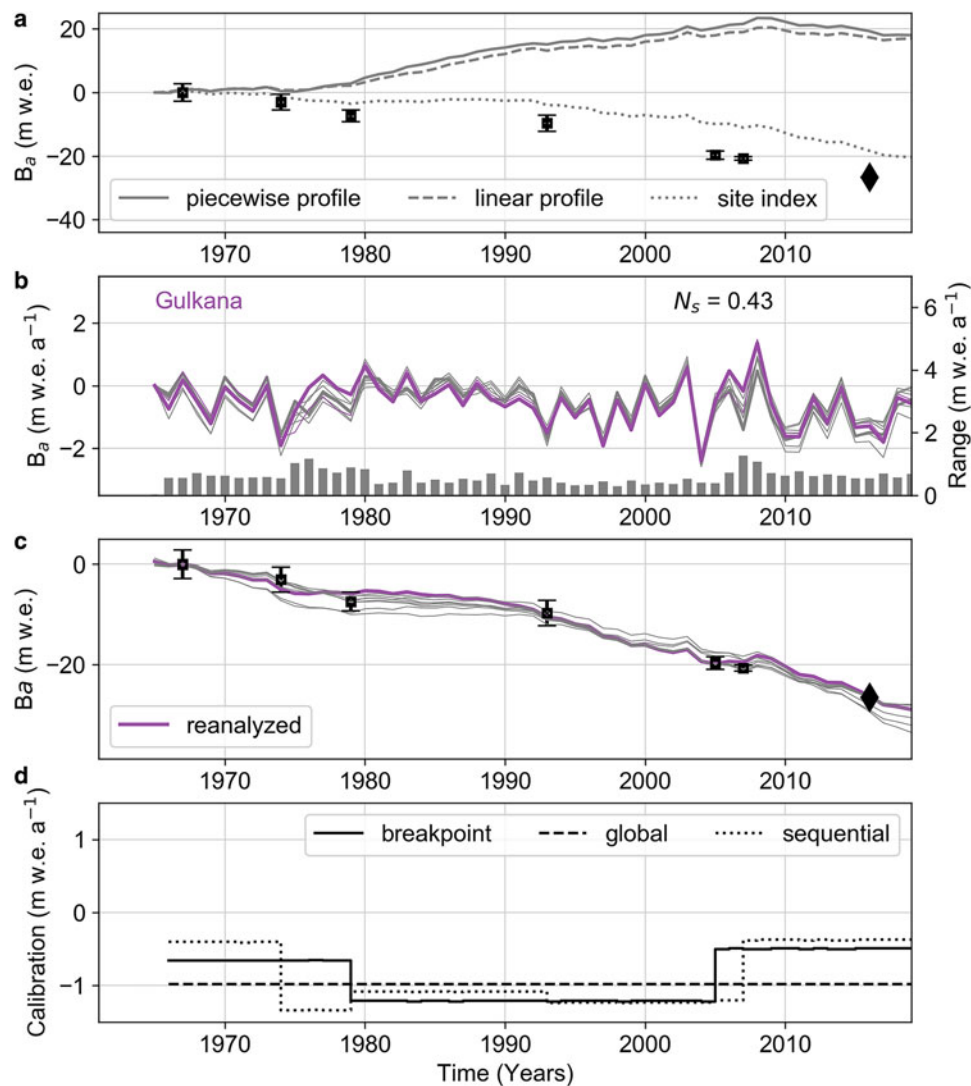 a
20
0
−20
−40
B_a (m w.e.)
piecewise profile linear profile site index
1970 1980 1990 2000 2010
b
Gulkana N_s = 0.43
2
0
−2
B_a (m w.e. a⁻¹)
6
4
2
0
Range (m w.e. a⁻¹)
1970 1980 1990 2000 2010
c
0
−20
Ba (m w.e.)
reanalyzed
1970 1980 1990 2000 2010
d
breakpoint global sequential
1
0
−1
Calibration (m w.e. a⁻¹)
1970 1980 1990 2000 2010
Time (Years)